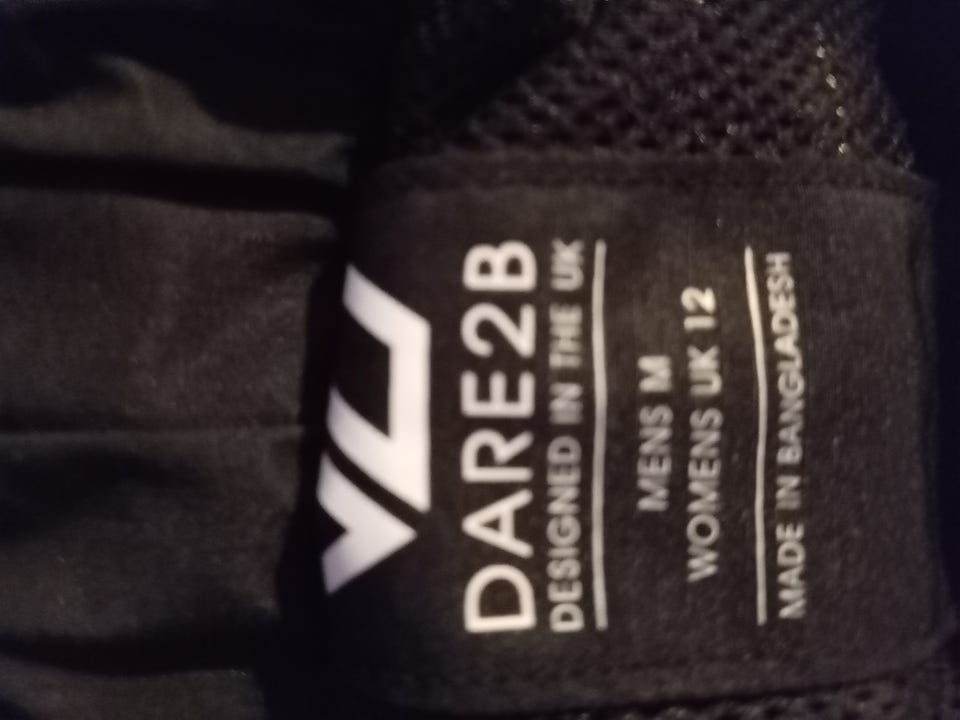 DARE2B
DESIGNED IN THE UK
MENS M
WOMENS UK 12
MADE IN BANGLADESH